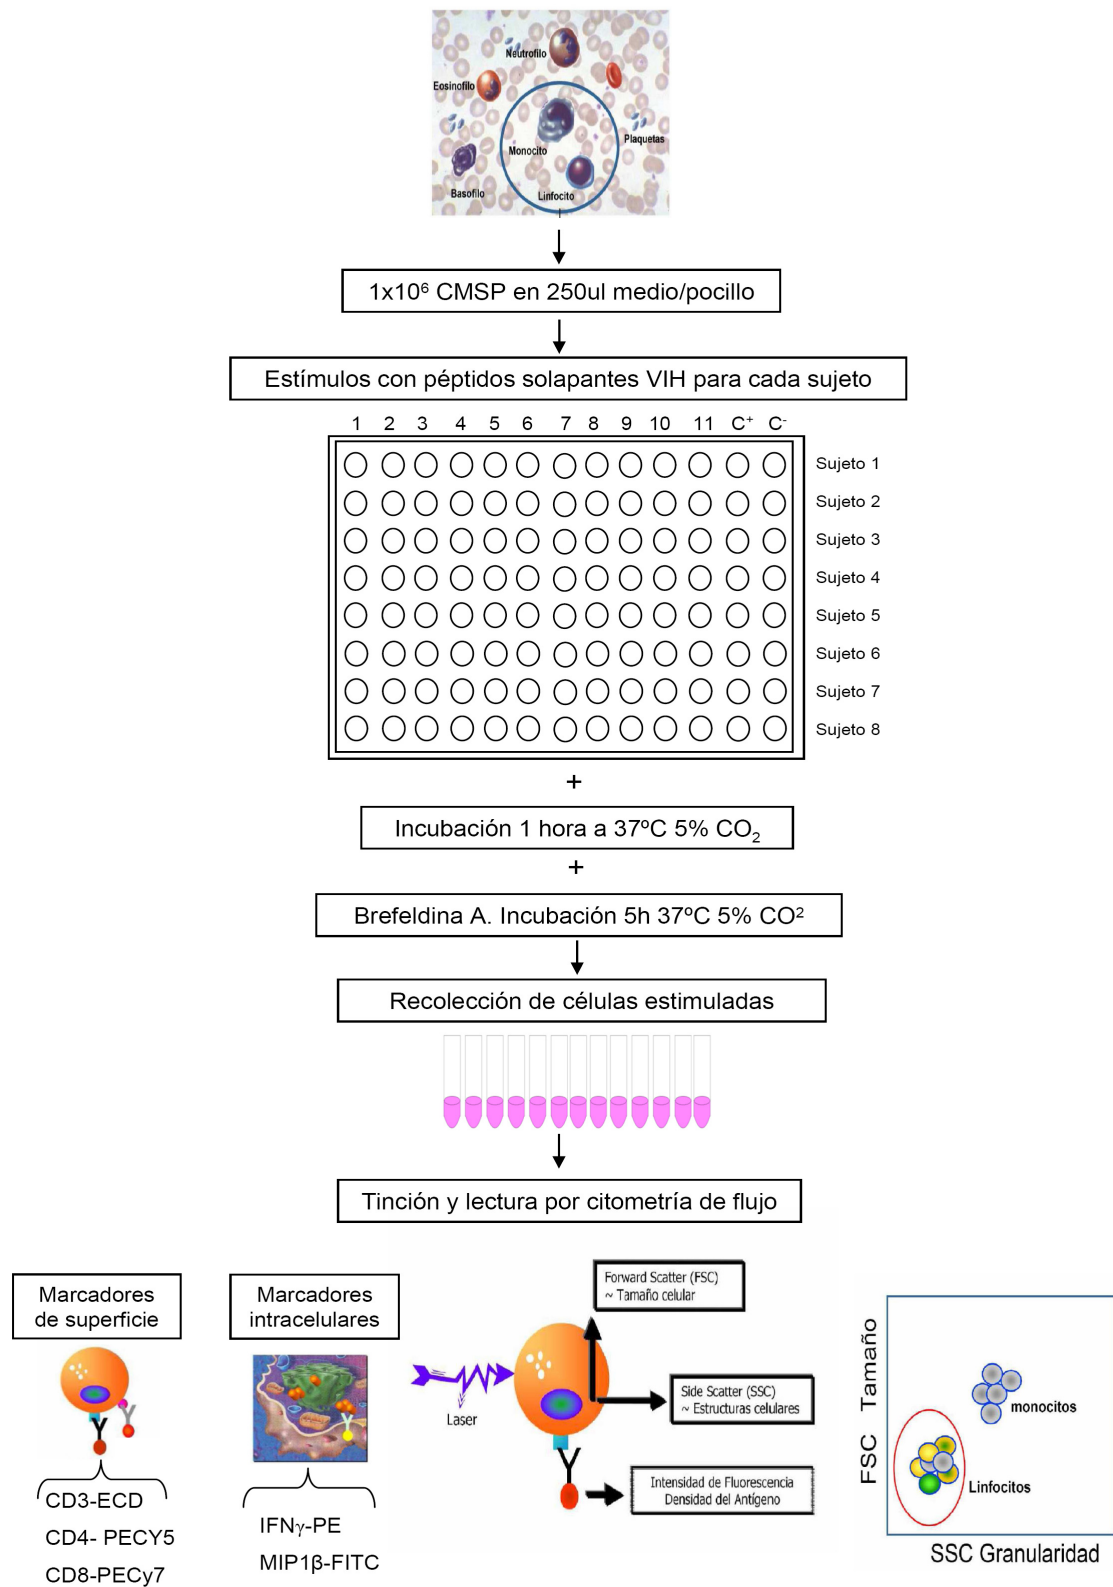 Neutrofilo
Eosinofilo
Plaquetas
Monocito
Basofilo
Linfocito
1x10⁶ CMSP en 250ul medio/pocillo
Estímulos con péptidos solapantes VIH para cada sujeto
1 2 3 4 5 6 7 8 9 10 11 C⁺ C⁻
Sujeto 1
Sujeto 2
Sujeto 3
Sujeto 4
Sujeto 5
Sujeto 6
Sujeto 7
Sujeto 8
+
Incubación 1 hora a 37ºC 5% CO₂
+
Brefeldina A. Incubación 5h 37ºC 5% CO²
Recolección de células estimuladas
Tinción y lectura por citometría de flujo
Marcadores
de superficie
CD3-ECD
CD4- PECY5
CD8-PECy7
Marcadores
intracelulares
IFNγ-PE
MIP1β-FITC
Laser
Forward Scatter (FSC)
~ Tamaño celular
Side Scatter (SSC)
~ Estructuras celulares
Intensidad de Fluorescencia
Densidad del Antígeno
FSC Tamaño
monocitos
Linfocitos
SSC Granularidad